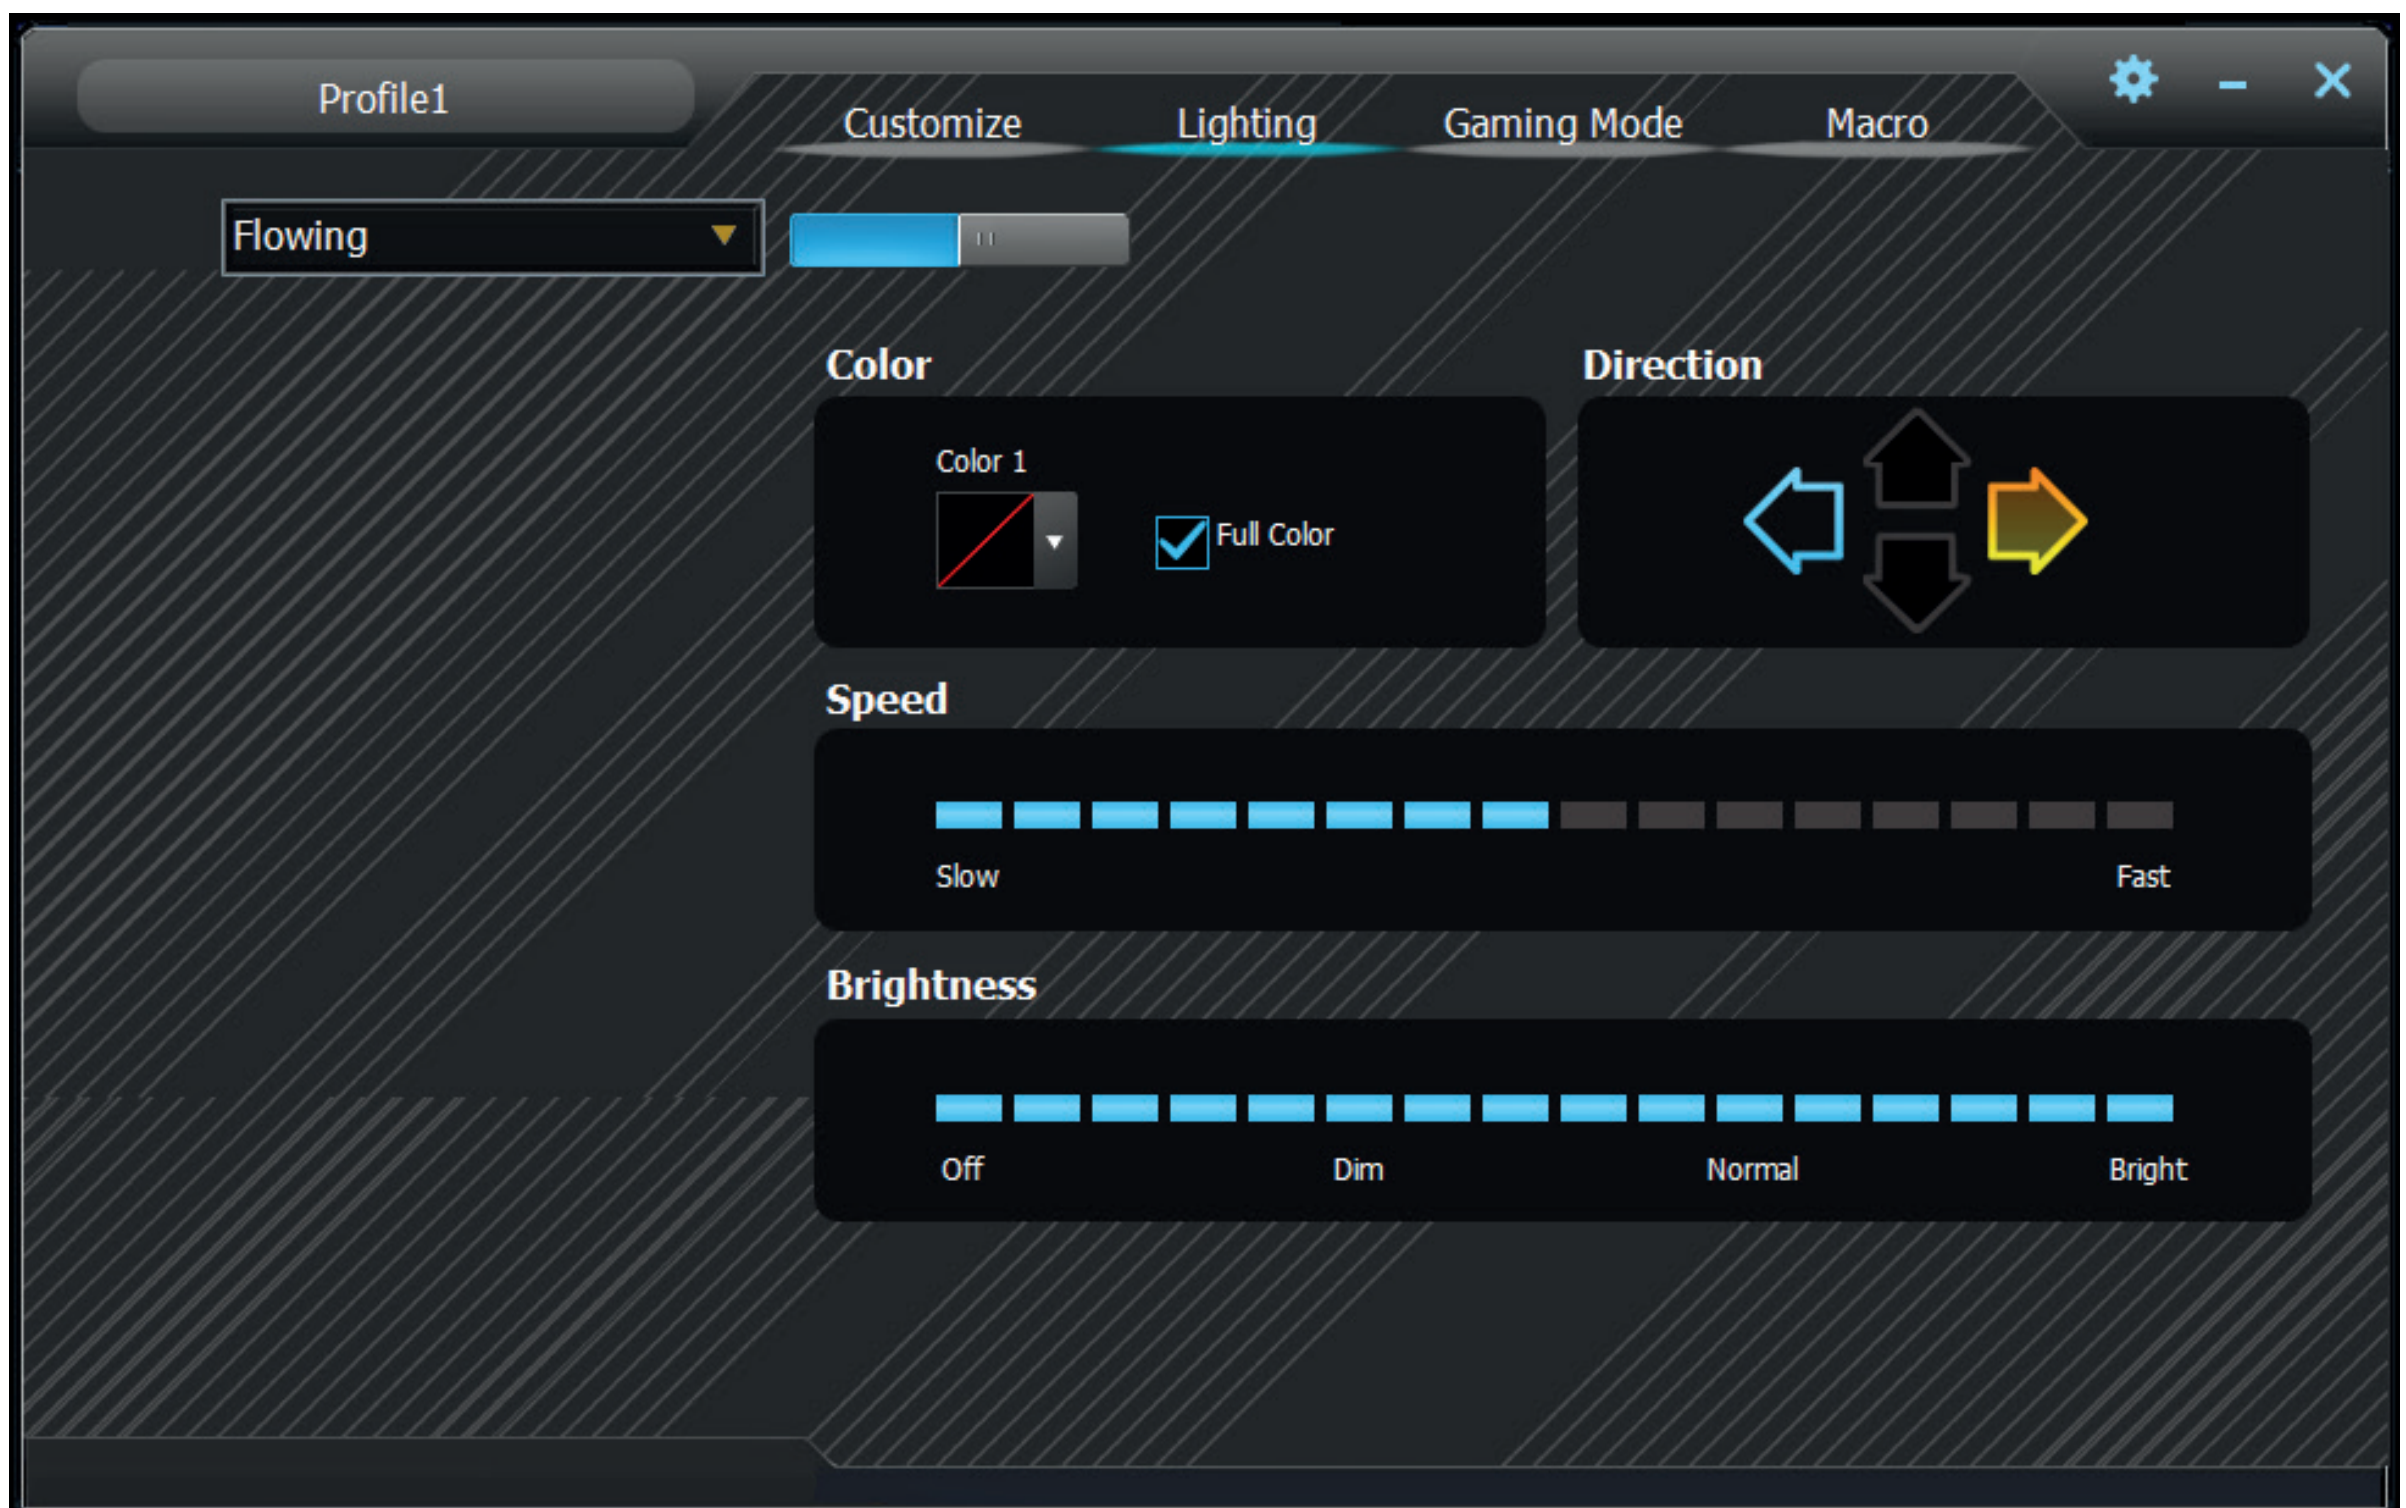 Profile1
Customize
Lighting
Gaming Mode
Macro
Flowing
Color
Direction
Color 1
Full Color
Speed
Slow
Fast
Brightness
Off
Dim
Normal
Bright